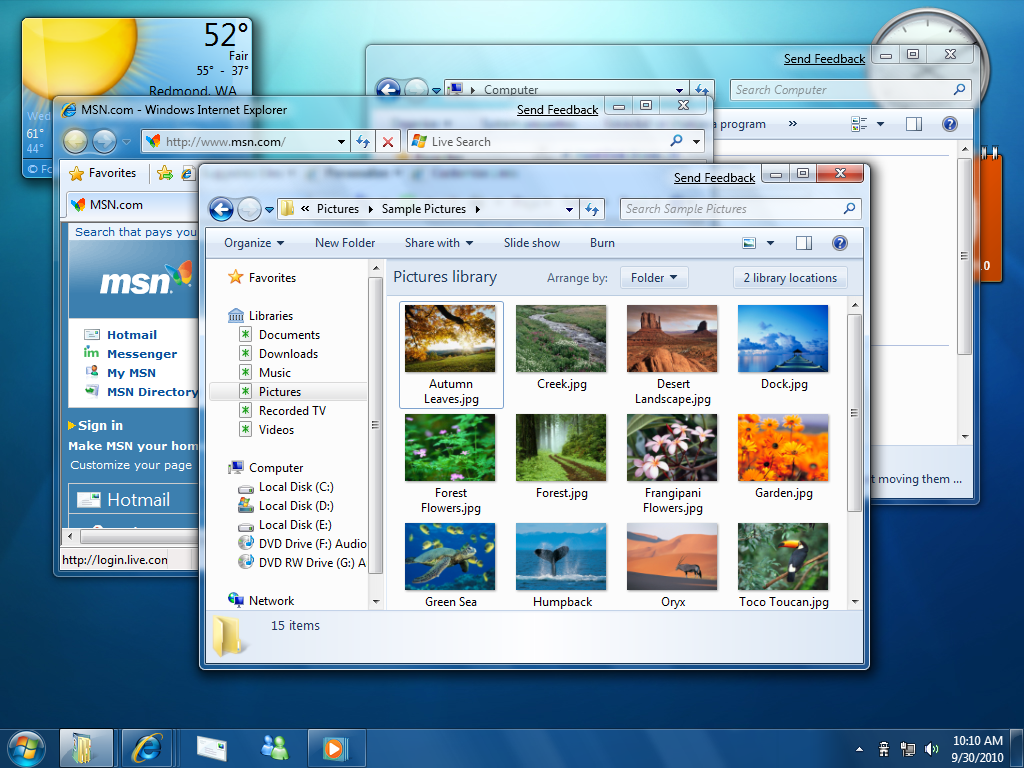 52°
Fair
55° - 37°
Redmond, WA
Wed
61°
44°
Send Feedback
Computer
Search Computer
a program »
t moving them ...
MSN.com - Windows Internet Explorer
Send Feedback
http://www.msn.com/
Live Search
Favorites
MSN.com
Search that pays you
msn
Hotmail
Messenger
My MSN
MSN Directory
Sign in
Make MSN your hom
Customize your page
Hotmail
http://login.live.con
Send Feedback
« Pictures Sample Pictures
Search Sample Pictures
Organize New Folder Share with Slide show Burn
Favorites
Libraries
Documents
Downloads
Music
Pictures
Recorded TV
Videos
Computer
Local Disk (C:)
Local Disk (D:)
Local Disk (E:)
DVD Drive (F:) Audio
DVD RW Drive (G:) A
Network
Pictures library
Arrange by: Folder 2 library locations
Autumn
Leaves.jpg
Creek.jpg
Desert
Landscape.jpg
Dock.jpg
Forest
Flowers.jpg
Forest.jpg
Frangipani
Flowers.jpg
Garden.jpg
Green Sea
Humpback
Oryx
Toco Toucan.jpg
15 items
10:10 AM
9/30/2010